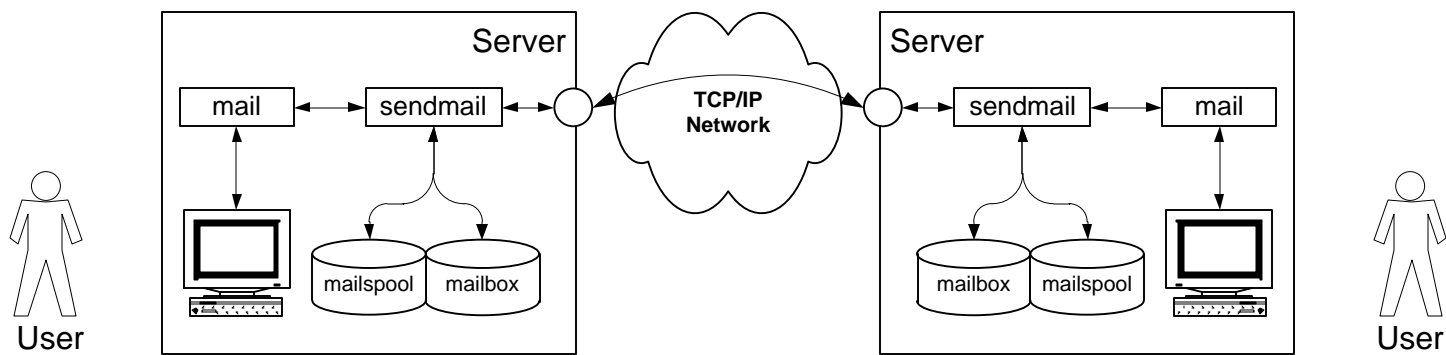 Server
Server
mail
sendmail
TCP/IP
Network
sendmail
mail
mailspool
mailbox
mailbox
mailspool
User
User